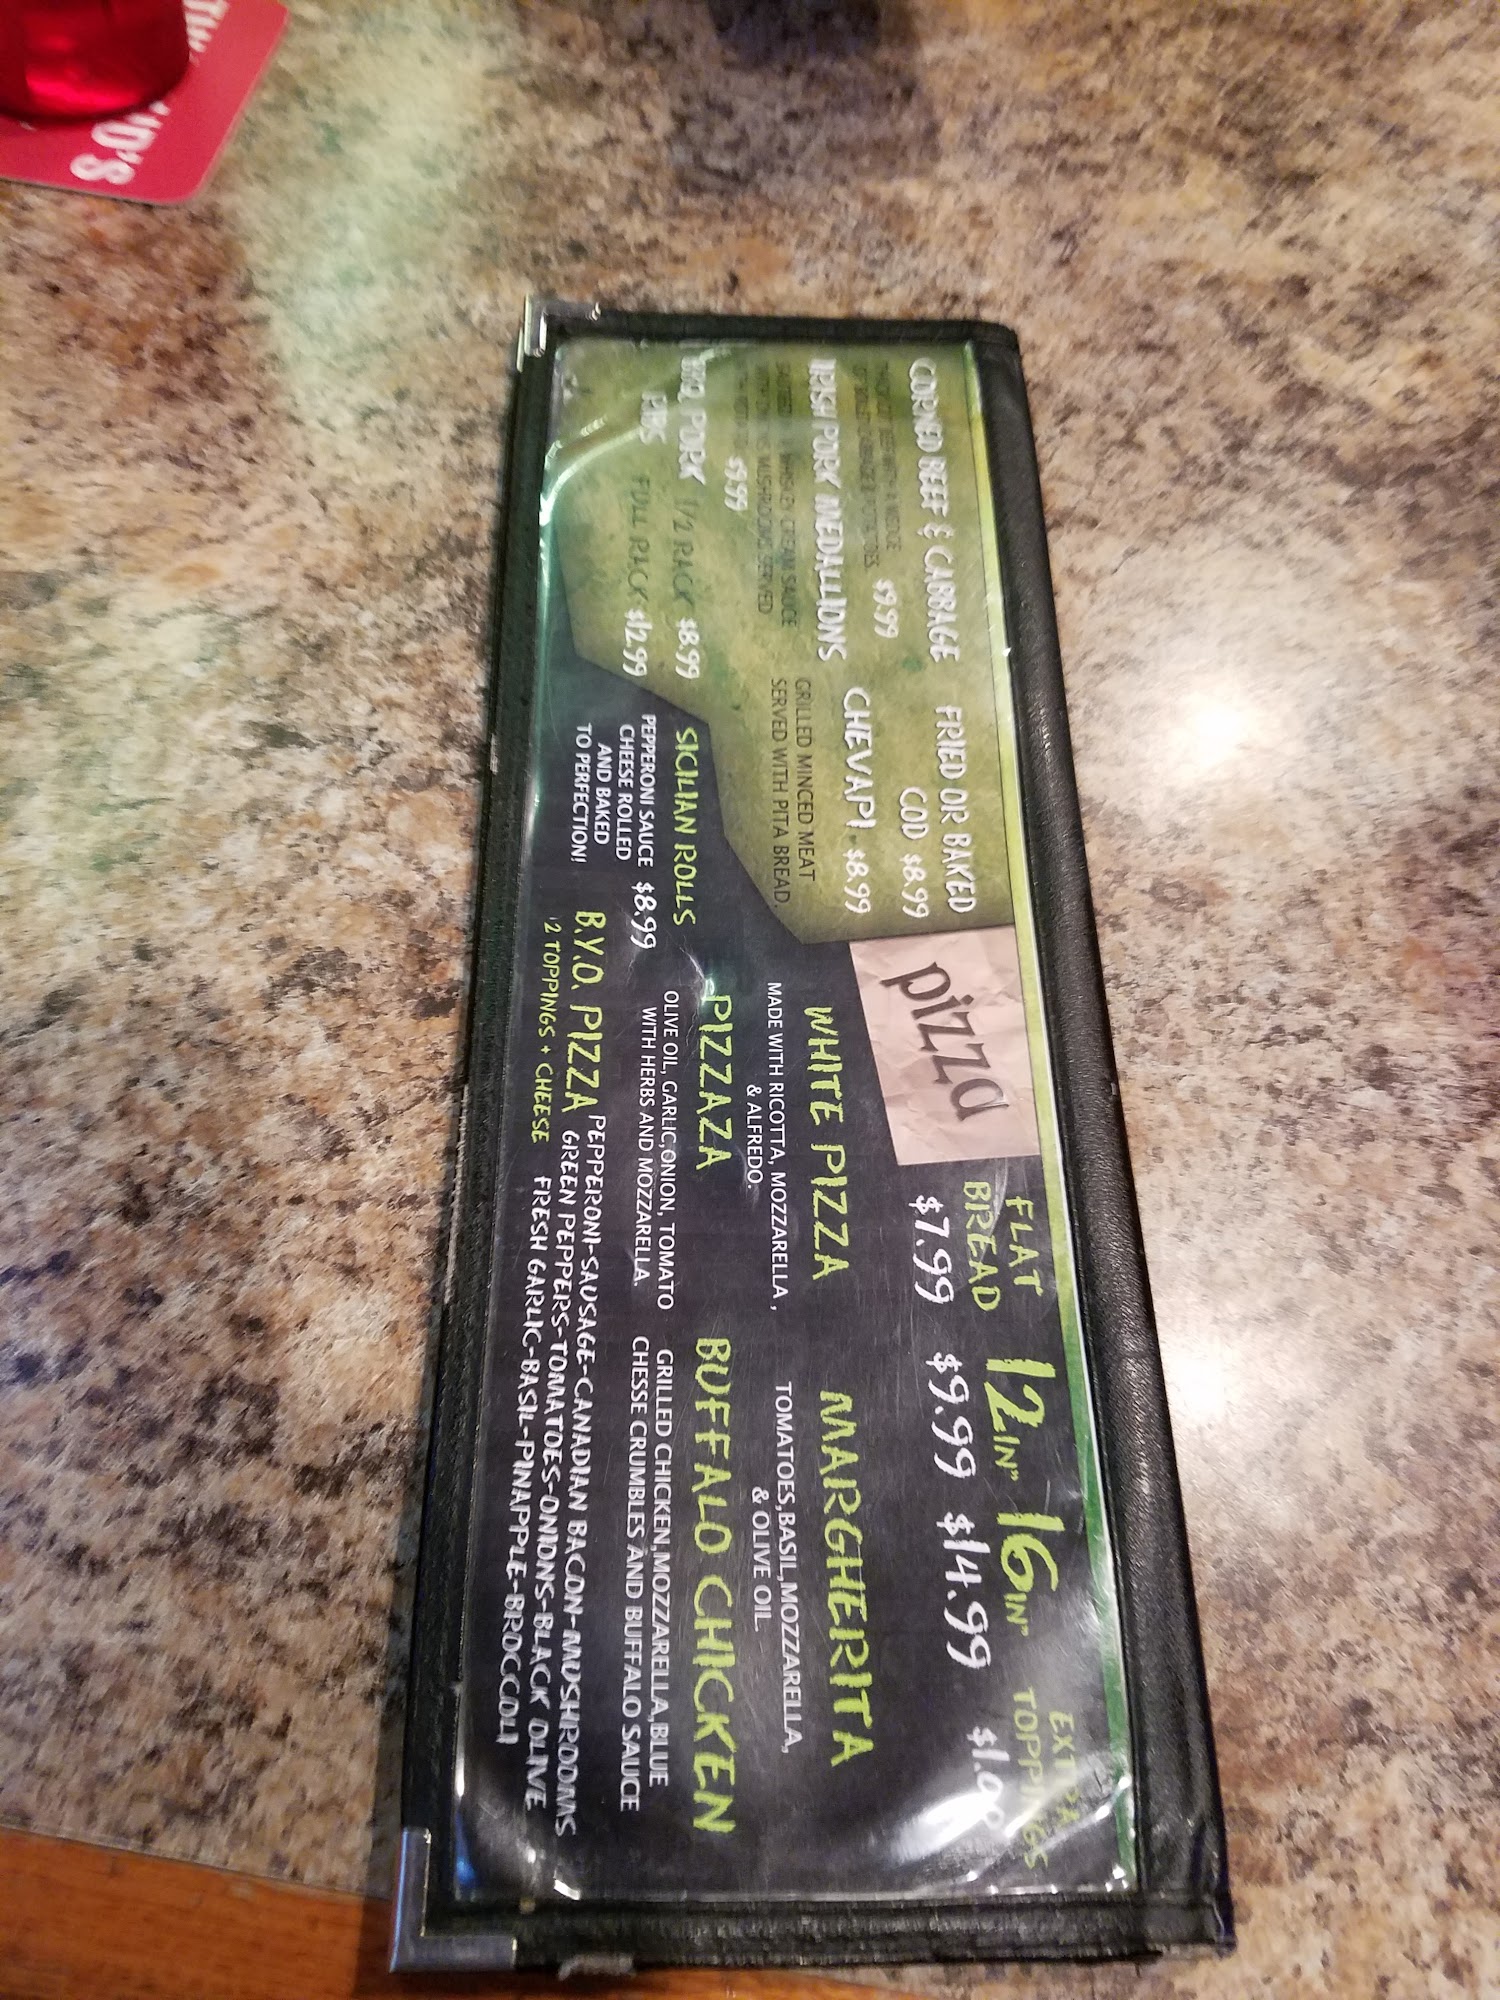 CORNED BEEF & CABBAGE
$9.99
IRISH PORK MEDALLIONS
WHISKEY CREAM SAUCE
MUSHROOMS SERVED
$9.99
BBQ PORK
RIBS
1/2 RACK $8.99
FULL RACK $12.99
FRIED OR BAKED
COD $8.99
CHEVAPI $8.99
GRILLED MINCED MEAT
SERVED WITH PITA BREAD.
SICILIAN ROLLS
PEPPERONI SAUCE $8.99
CHEESE ROLLED
AND BAKED
TO PERFECTION!
pizza
FLAT
BREAD
$7.99
12IN"
$9.99
16IN"
$14.99
EXTRA
TOPPINGS
WHITE PIZZA
MADE WITH RICOTTA, MOZZARELLA ,
& ALFREDO.
MARGHERITA
TOMATOES,BASIL,MOZZARELLA,
& OLIVE OIL.
PIZZAZA
OLIVE OIL, GARLIC,ONION, TOMATO
WITH HERBS AND MOZZARELLA.
BUFFALO CHICKEN
GRILLED CHICKEN,MOZZARELLA,BLUE
CHESSE CRUMBLES AND BUFFALO SAUCE
B.Y.O. PIZZA
2 TOPPINGS + CHEESE
PEPPERONI-SAUSAGE-CANADIAN BACON-MUSHROOMS
GREEN PEPPERS-TOMATOES-ONIONS-BLACK OLIVE
FRESH GARLIC-BASIL-PINAPPLE-BROCCOLI